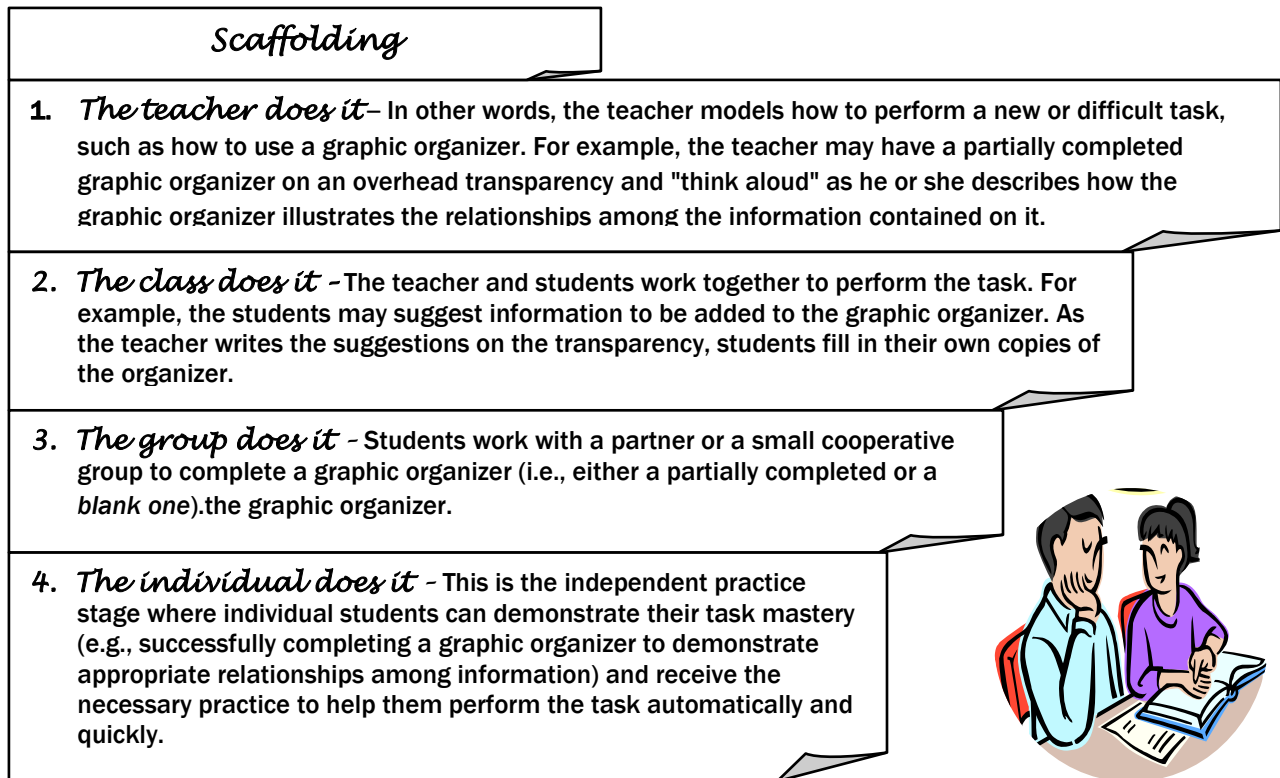 Scaffolding
1. The teacher does it– In other words, the teacher models how to perform a new or difficult task,
such as how to use a graphic organizer. For example, the teacher may have a partially completed
graphic organizer on an overhead transparency and "think aloud" as he or she describes how the
graphic organizer illustrates the relationships among the information contained on it.
2. The class does it –The teacher and students work together to perform the task. For
example, the students may suggest information to be added to the graphic organizer. As
the teacher writes the suggestions on the transparency, students fill in their own copies of
the organizer.
3. The group does it - Students work with a partner or a small cooperative
group to complete a graphic organizer (i.e., either a partially completed or a
blank one).the graphic organizer.
4. The individual does it - This is the independent practice
stage where individual students can demonstrate their task mastery
(e.g., successfully completing a graphic organizer to demonstrate
appropriate relationships among information) and receive the
necessary practice to help them perform the task automatically and
quickly.